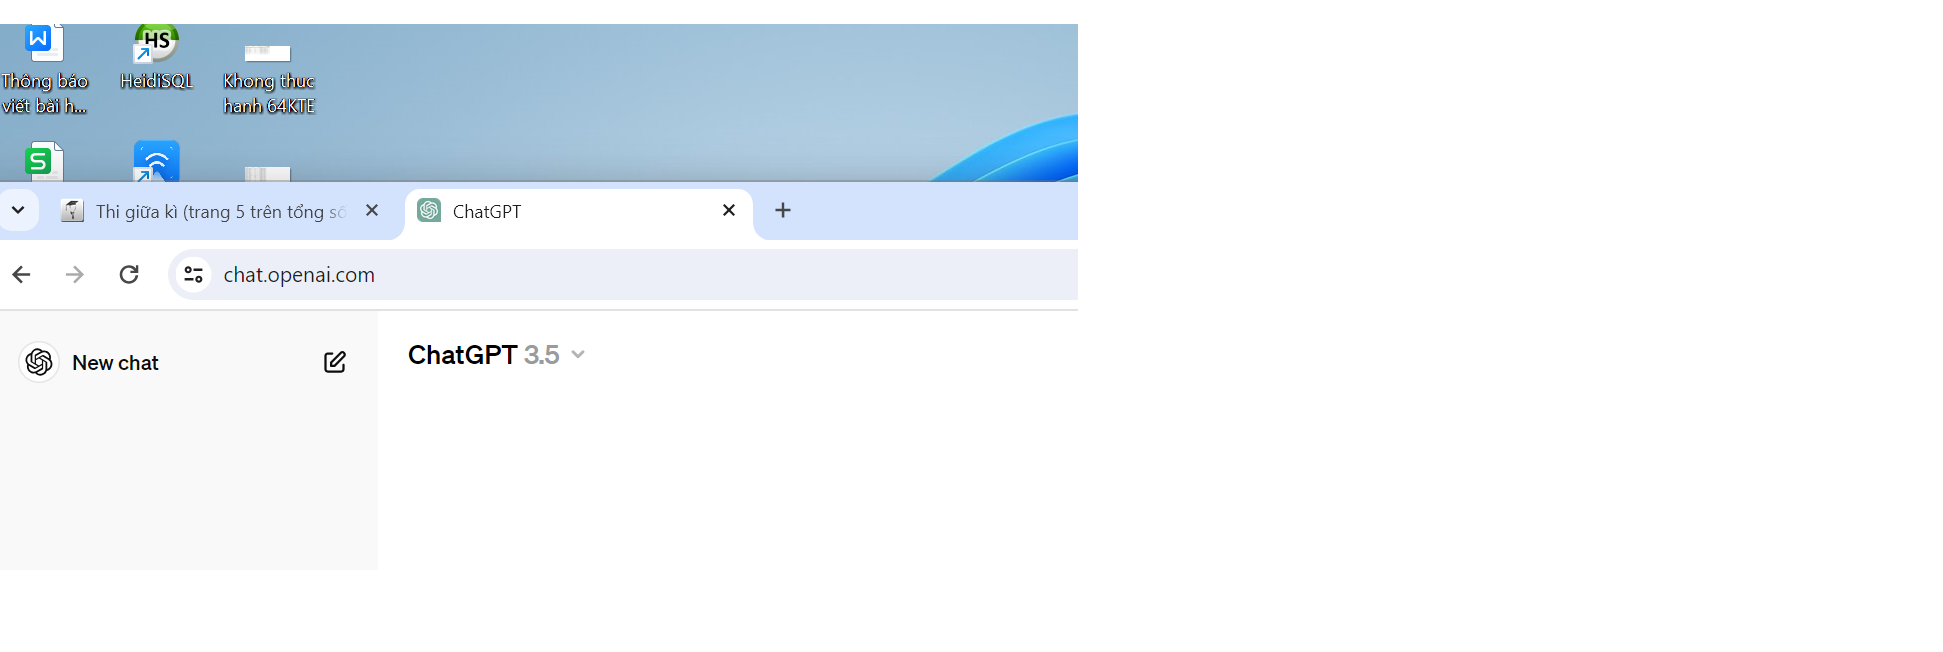 Thông báo
viết bài h...
HeidiSQL
Khong thuc
hanh 64KTE
Thi giữa kì (trang 5 trên tổng số
ChatGPT
chat.openai.com
New chat
ChatGPT 3.5